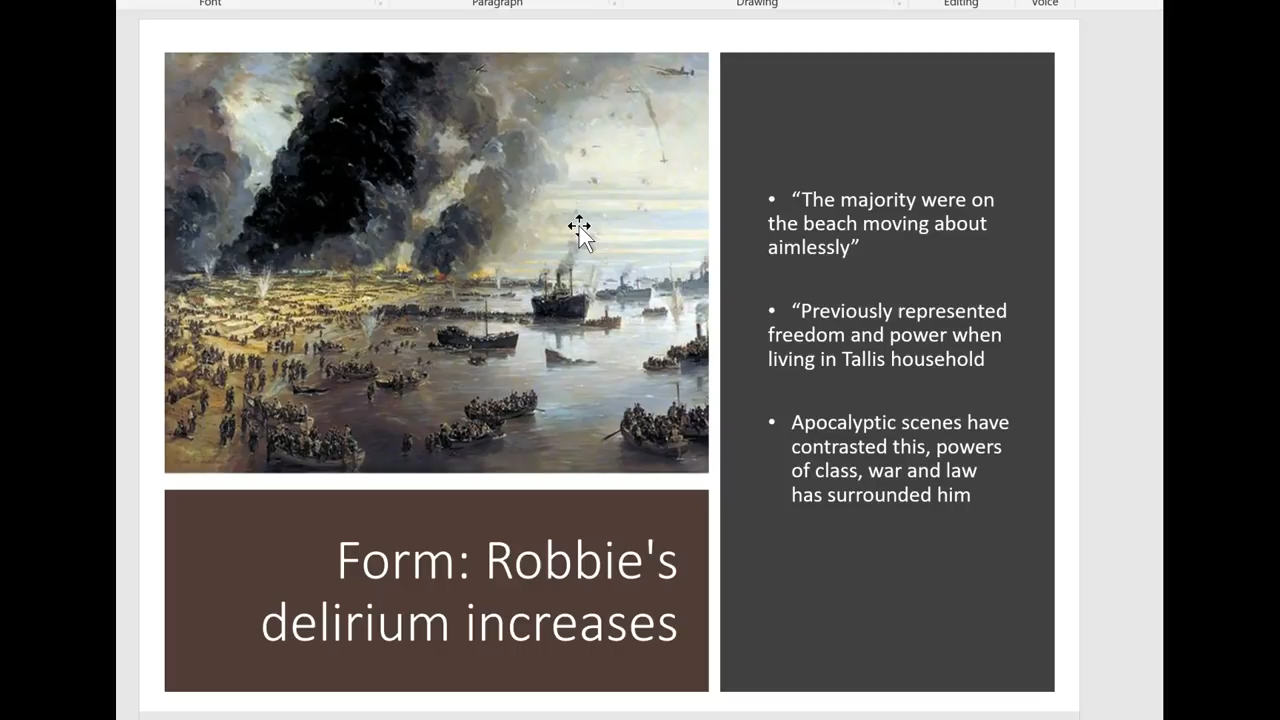 Font Paragraph Drawing Editing Voice
• “The majority were on
the beach moving about
aimlessly”
• “Previously represented
freedom and power when
living in Tallis household
• Apocalyptic scenes have
contrasted this, powers
of class, war and law
has surrounded him
Form: Robbie's
delirium increases